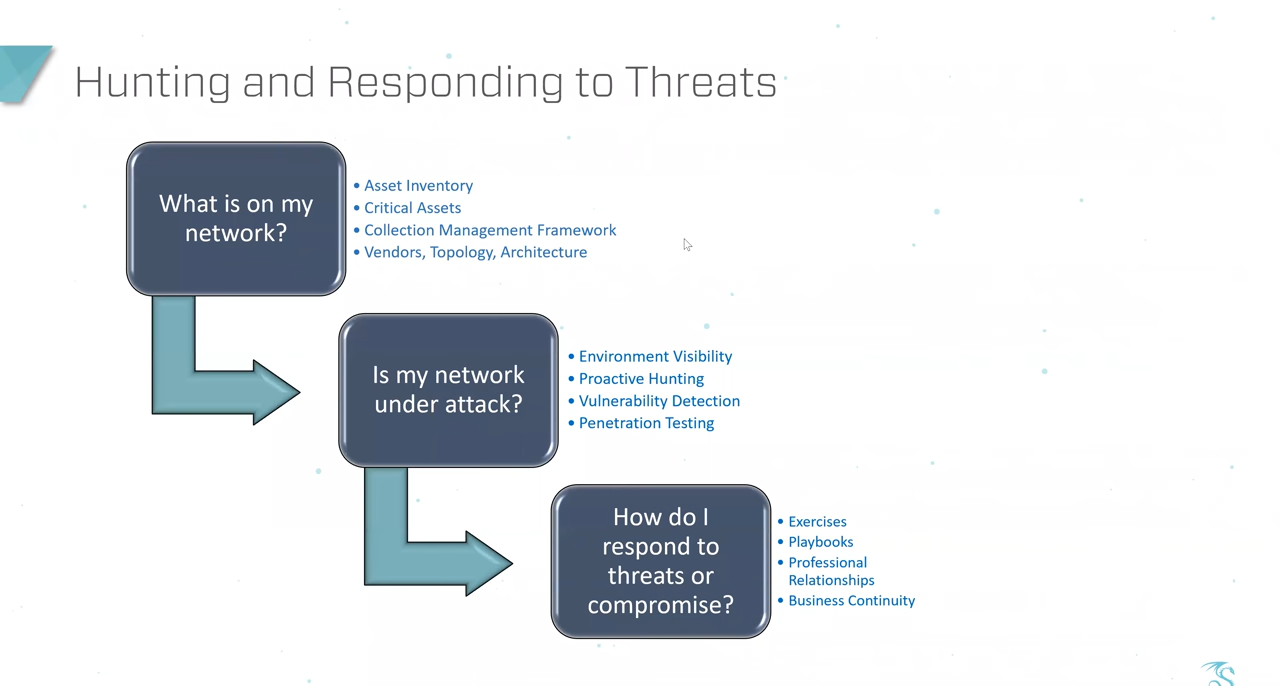 Hunting and Responding to Threats
What is on my
network?
• Asset Inventory
• Critical Assets
• Collection Management Framework
• Vendors, Topology, Architecture
Is my network
under attack?
• Environment Visibility
• Proactive Hunting
• Vulnerability Detection
• Penetration Testing
How do I
respond to
threats or
compromise?
• Exercises
• Playbooks
• Professional
Relationships
• Business Continuity